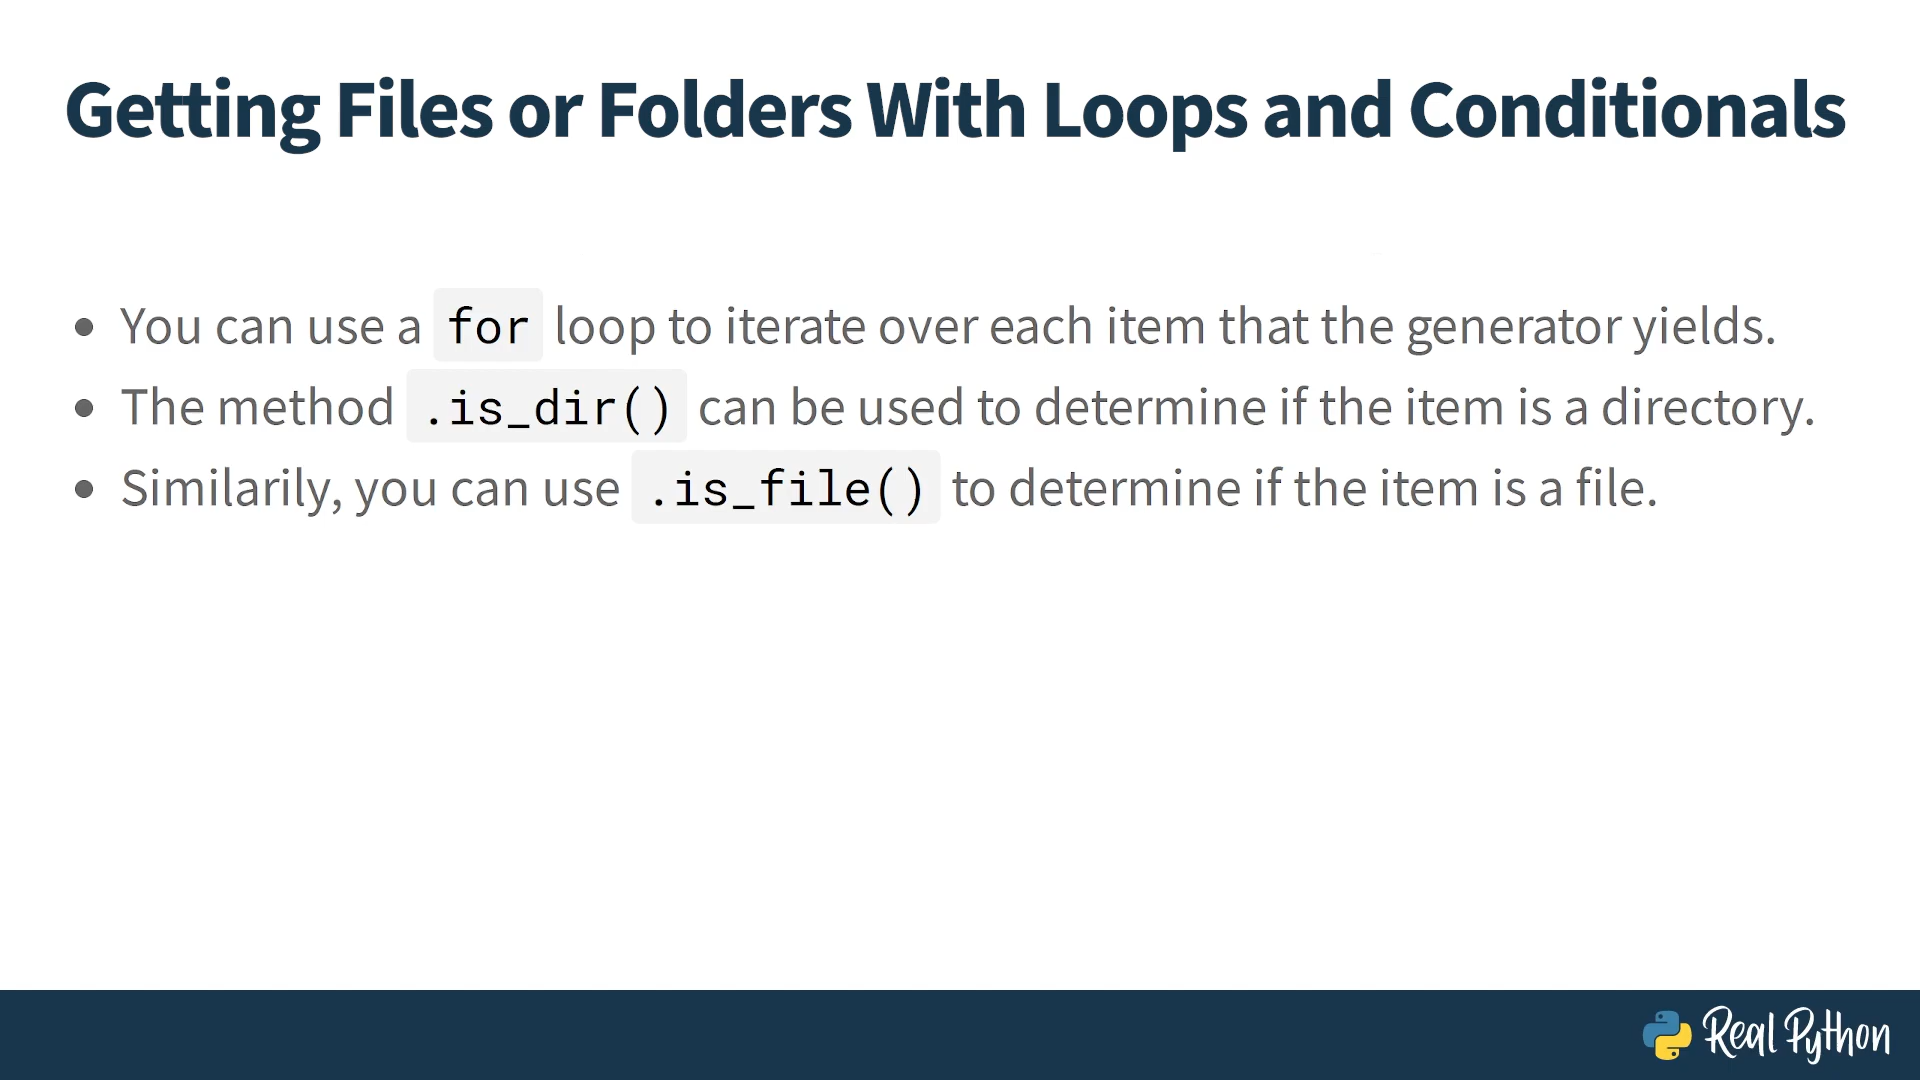 Getting Files or Folders With Loops and Conditionals
• You can use a for loop to iterate over each item that the generator yields.
• The method .is_dir() can be used to determine if the item is a directory.
• Similarily, you can use .is_file() to determine if the item is a file.
Real Python